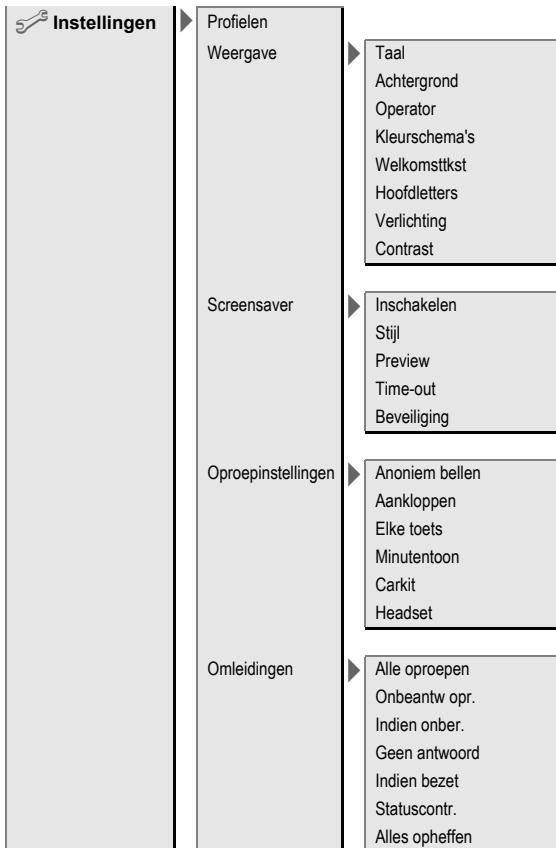 Instellingen
Profielen
Weergave
Taal
Achtergrond
Operator
Kleurschema's
Welkomsttkst
Hoofdletters
Verlichting
Contrast
Screensaver
Inschakelen
Stijl
Preview
Time-out
Beveiliging
Oproepinstellingen
Anoniem bellen
Aankloppen
Elke toets
Minutentoon
Carkit
Headset
Omleidingen
Alle oproepen
Onbeantw opr.
Indien onber.
Geen antwoord
Indien bezet
Statuscontr.
Alles opheffen